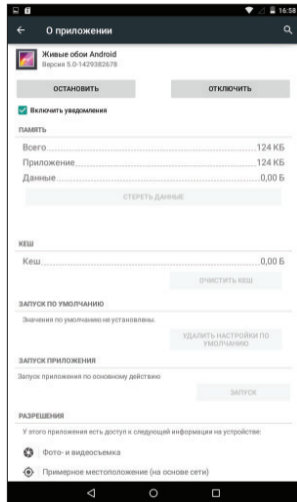 16:58
О приложении
Живые обои Android
Версия 5.0-1429382678
ОСТАНОВИТЬ
ОТКЛЮЧИТЬ
Включить уведомления
ПАМЯТЬ
Всего 124 КБ
Приложение 124 КБ
Данные 0,00 Б
СТЕРЕТЬ ДАННЫЕ
КЕШ
Кеш 0,00 Б
ОЧИСТИТЬ КЕШ
ЗАПУСК ПО УМОЛЧАНИЮ
Значения по умолчанию не установлены.
УДАЛИТЬ НАСТРОЙКИ ПО
УМОЛЧАНИЮ
ЗАПУСК ПРИЛОЖЕНИЯ
Запуск приложения по основному действию
ЗАПУСК
РАЗРЕШЕНИЯ
У этого приложения есть доступ к следующей информации на устройстве:
Фото- и видеосъемка
Примерное местоположение (на основе сети)